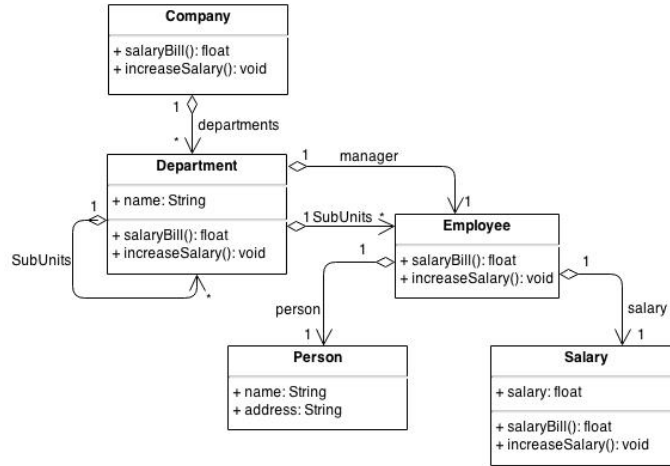 Company
+ salaryBill(): float
+ increaseSalary(): void
1
departments
*
Department
+ name: String
+ salaryBill(): float
+ increaseSalary(): void
1
manager
1
1
SubUnits
*
1 SubUnits *
Employee
+ salaryBill(): float
+ increaseSalary(): void
1
person
1
1
salary
1
Person
+ name: String
+ address: String
Salary
+ salary: float
+ salaryBill(): float
+ increaseSalary(): void